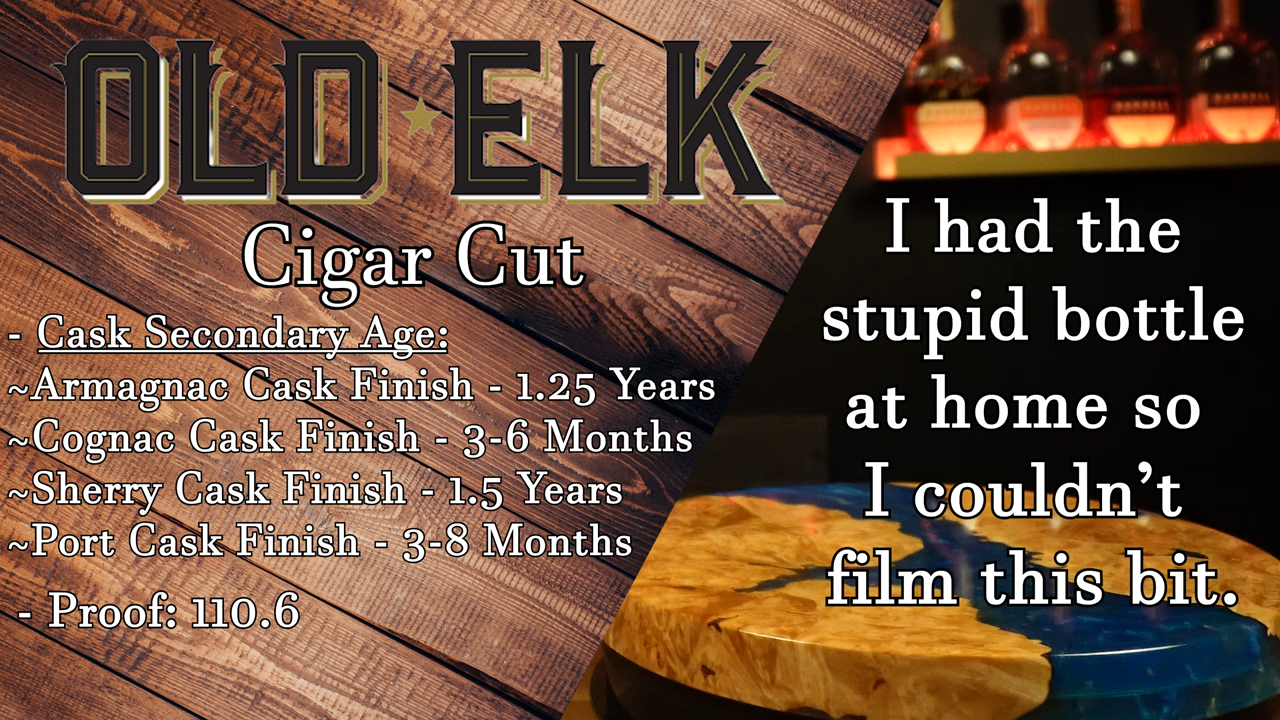 OLD ★ ELK
Cigar Cut
- Cask Secondary Age:
~Armagnac Cask Finish - 1.25 Years
~Cognac Cask Finish - 3-6 Months
~Sherry Cask Finish - 1.5 Years
~Port Cask Finish - 3-8 Months
- Proof: 110.6
BARRELL
BARRELL
I had the
stupid bottle
at home so
I couldn't
film this bit.